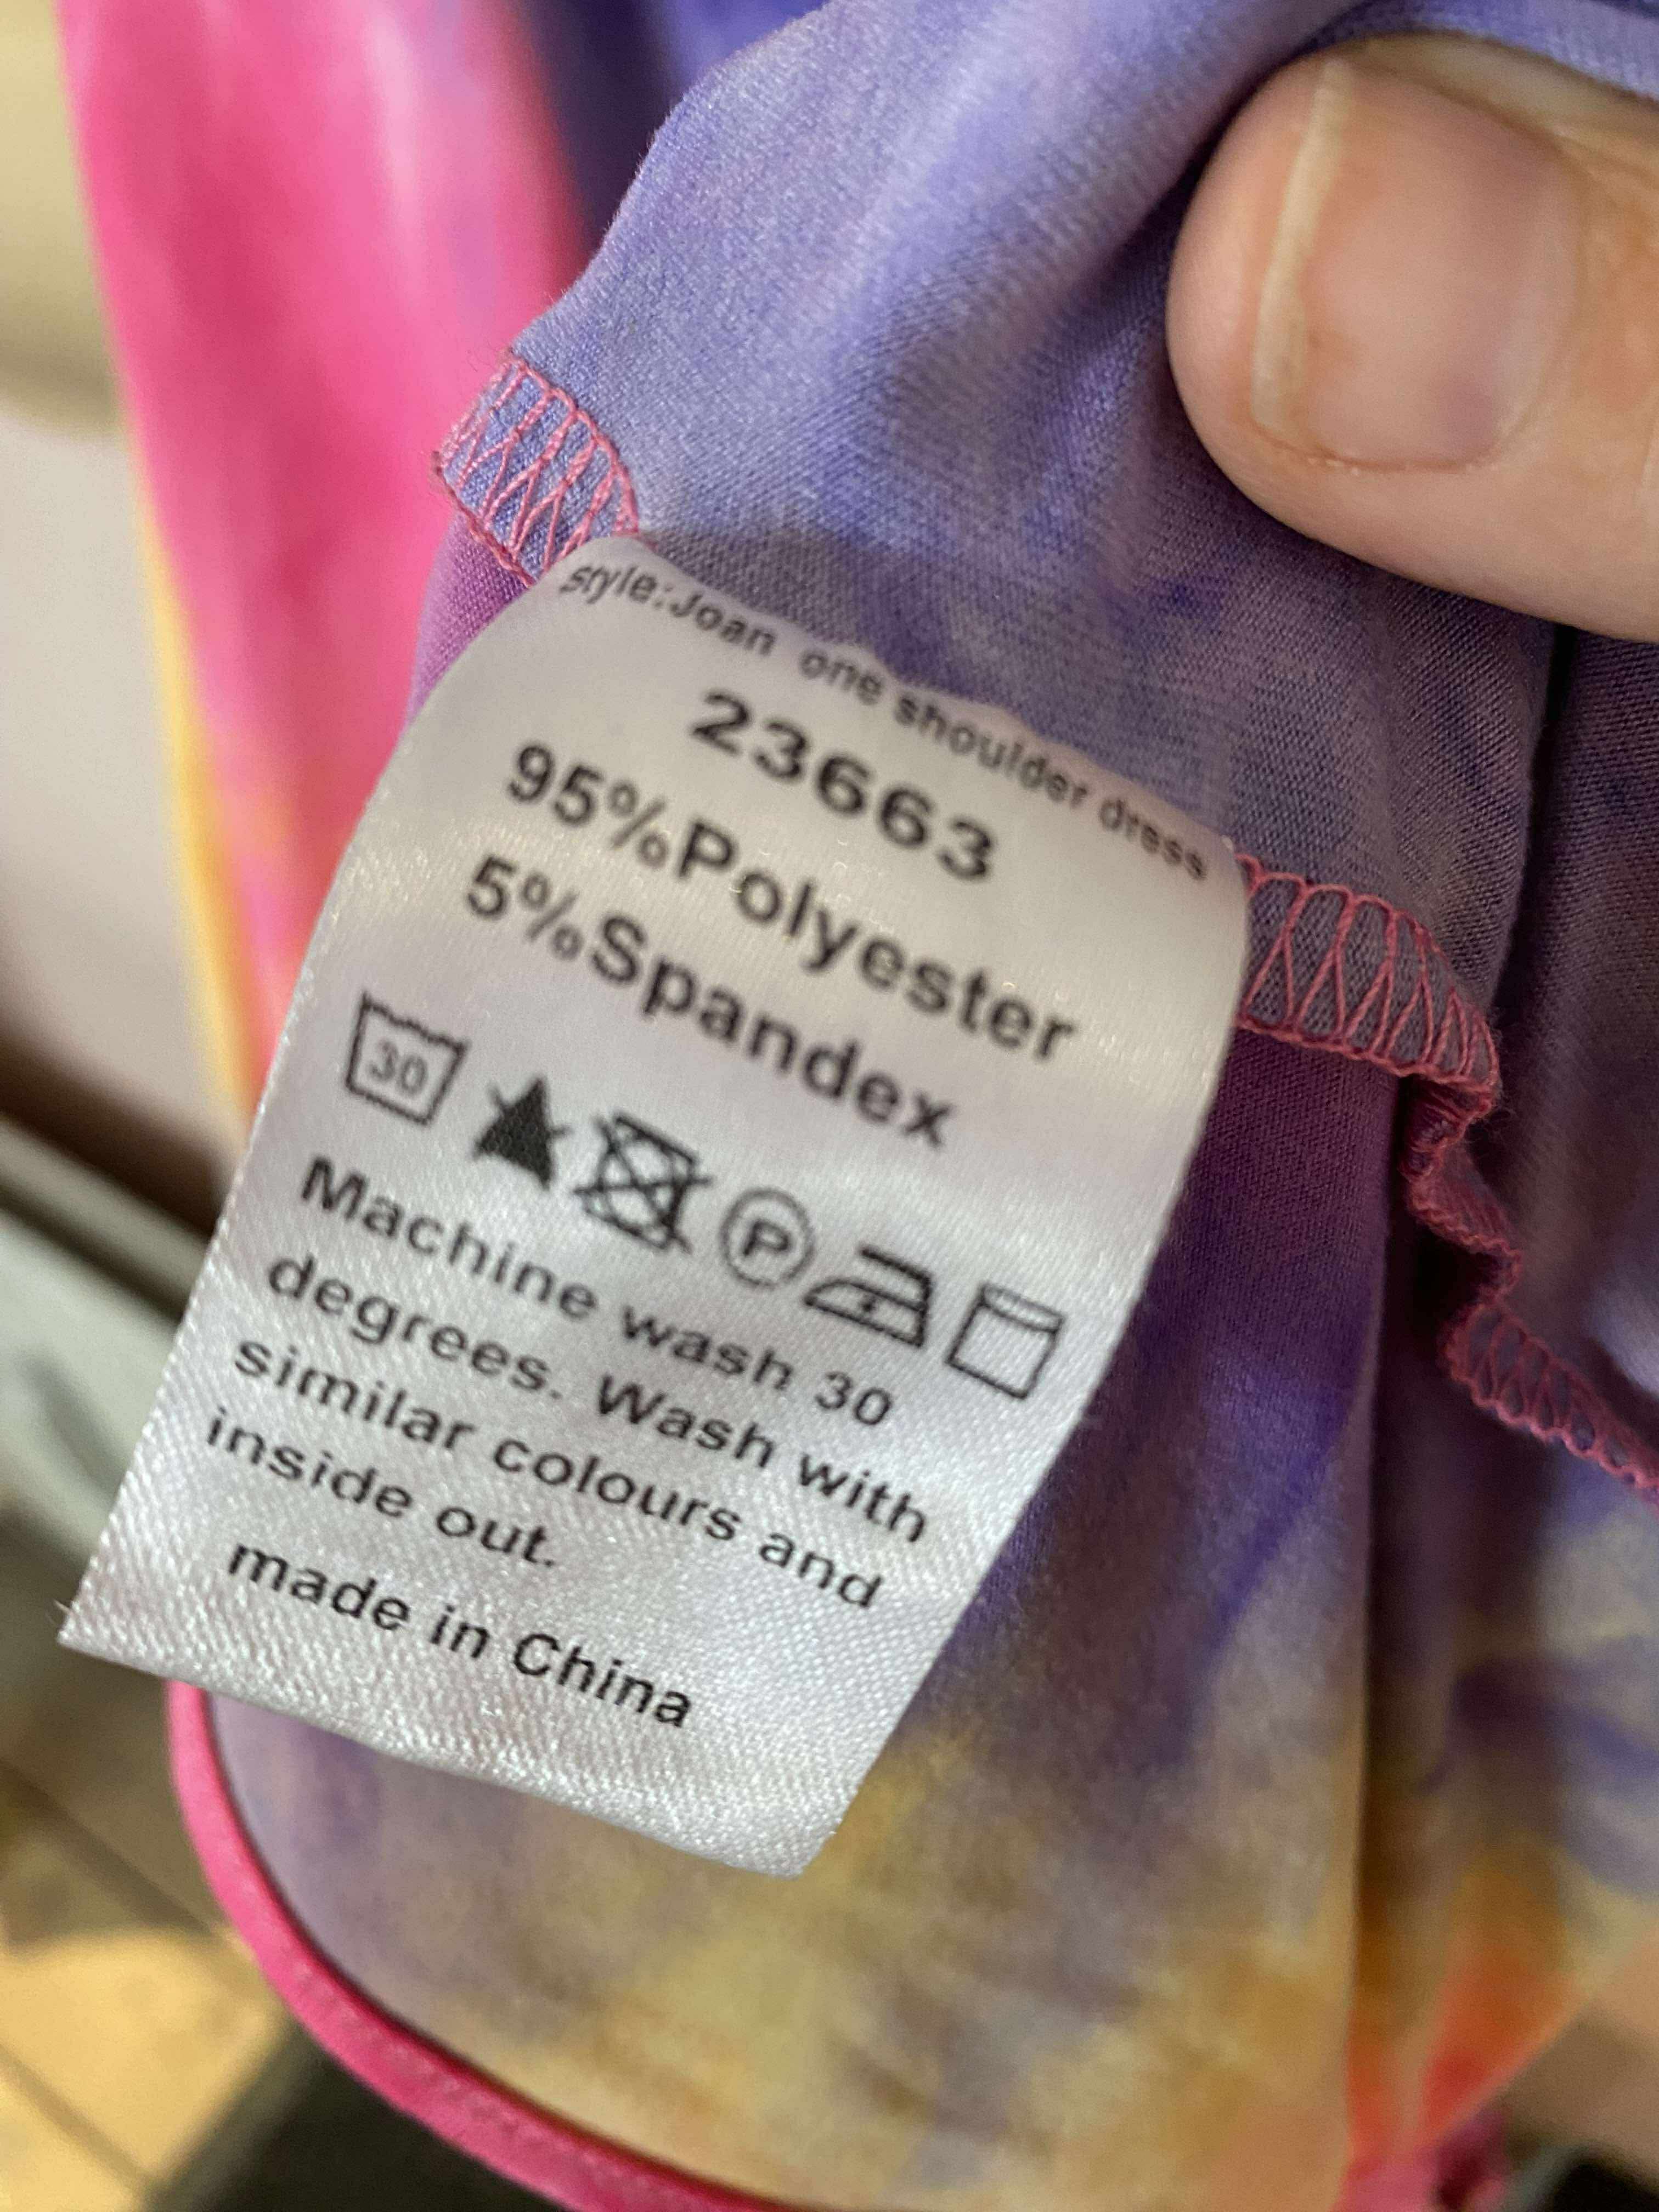 style:Joan one shoulder dress
23663
95%Polyester
5%Spandex
30 P
Machine wash 30
degrees. Wash with
similar colours and
inside out.
made in China